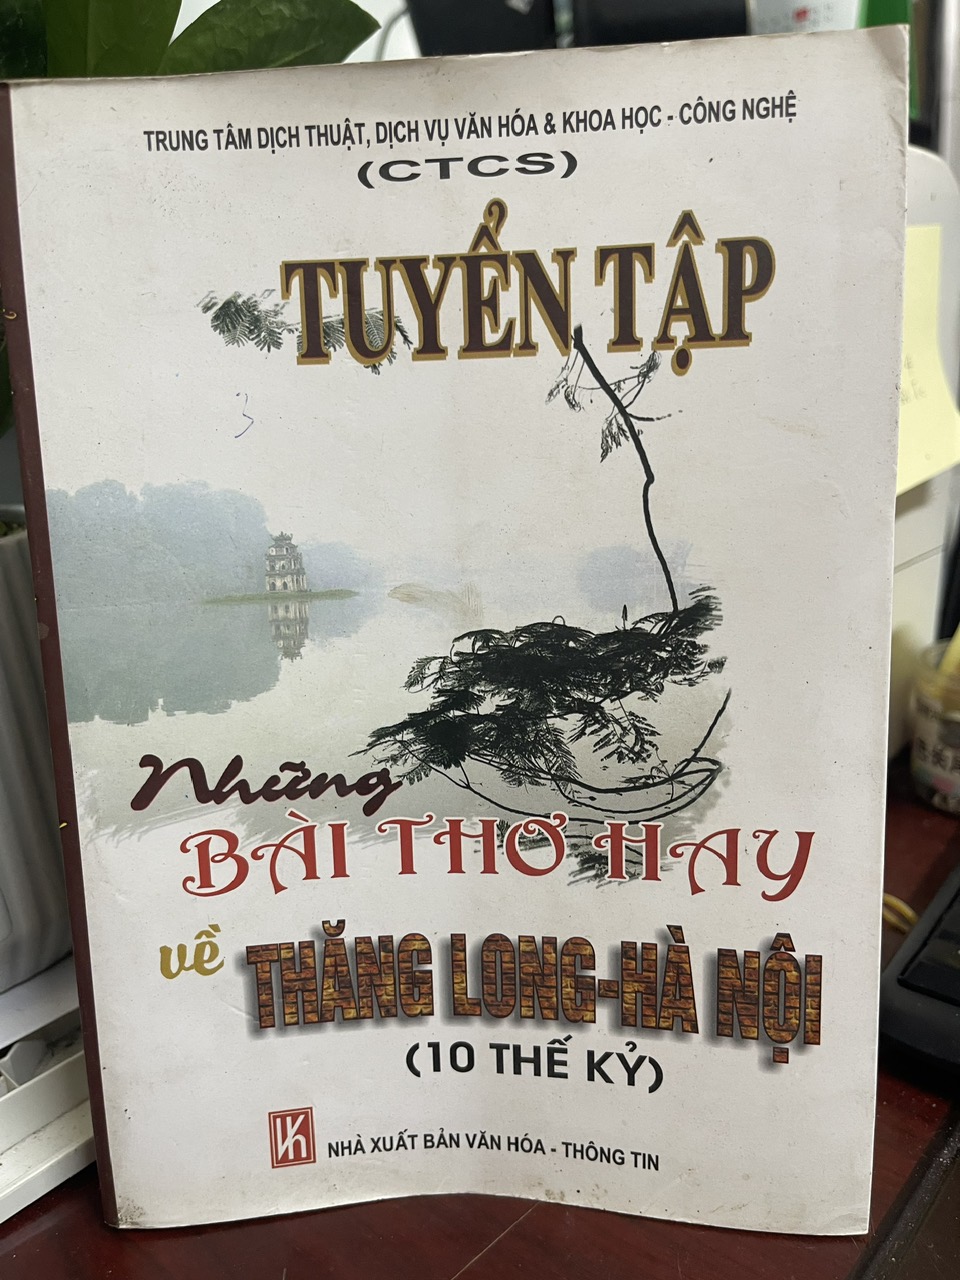 TRUNG TÂM DỊCH THUẬT, DỊCH VỤ VĂN HÓA & KHOA HỌC - CÔNG NGHỆ
(CTCS)
TUYỂN TẬP
Những
BÀI THƠ HAY
về THĂNG LONG-HÀ NỘI
(10 THẾ KỶ)
NHÀ XUẤT BẢN VĂN HÓA - THÔNG TIN